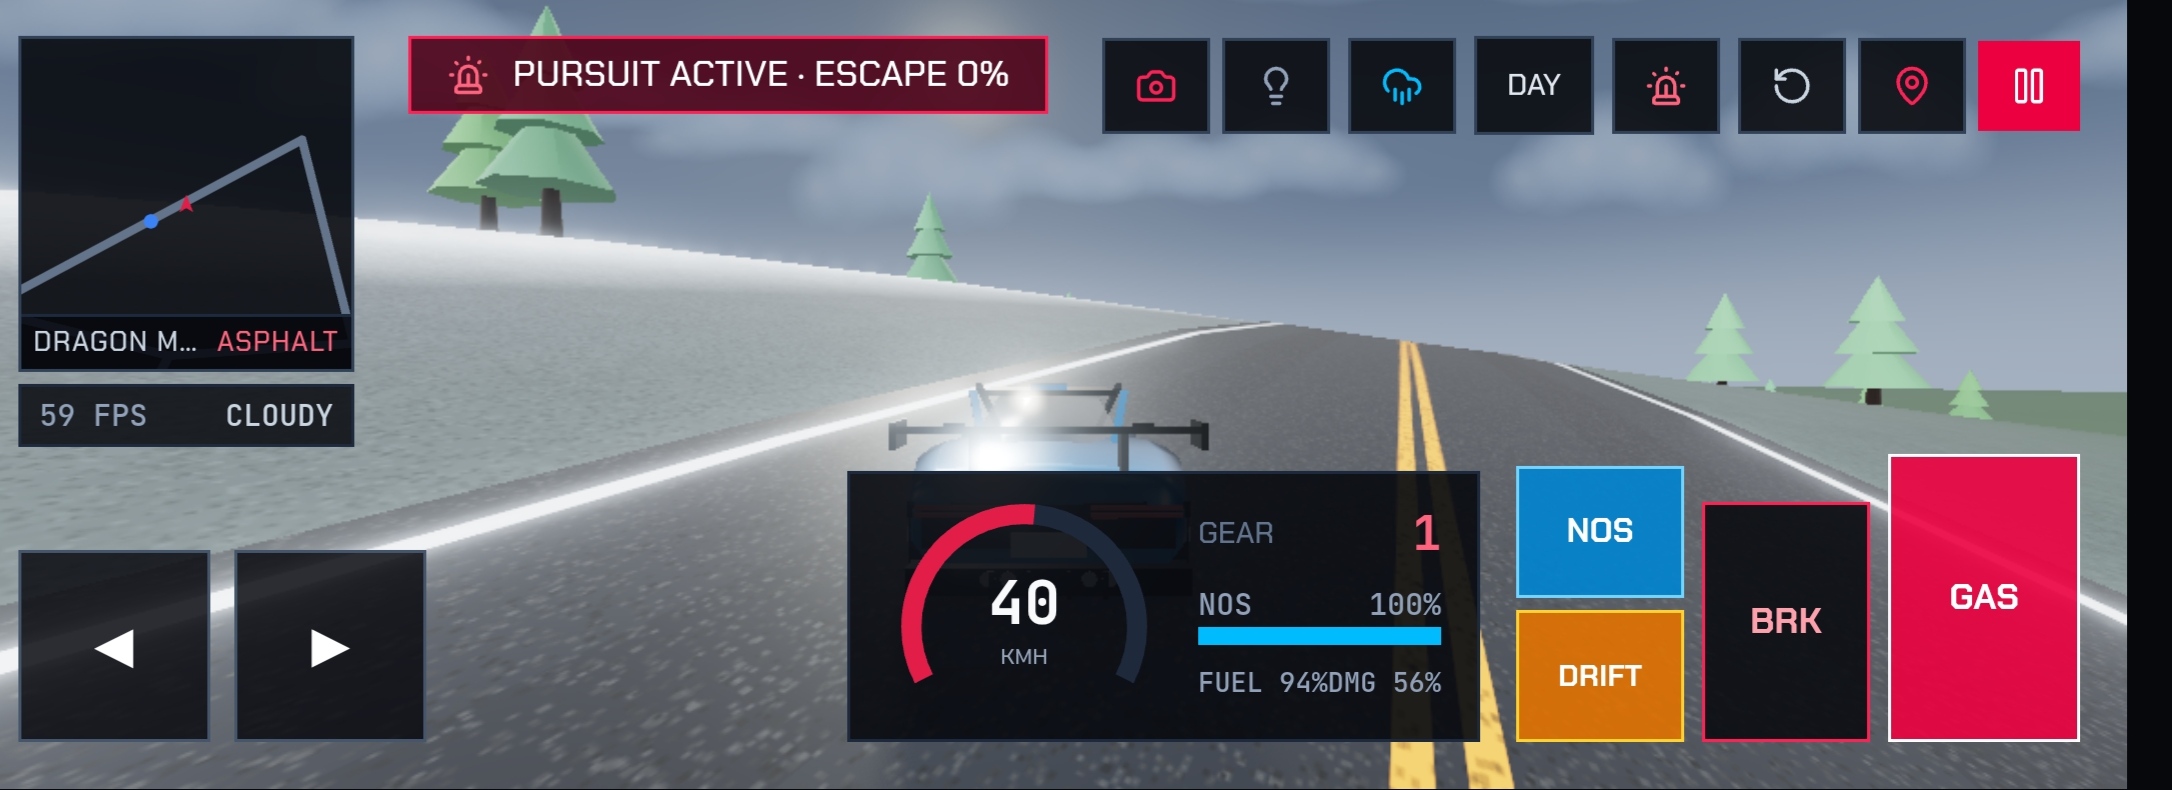 PURSUIT ACTIVE · ESCAPE 0%
DAY
DRAGON M... ASPHALT
59 FPS CLOUDY
◀ ▶
40
KMH
GEAR 1
NOS 100%
FUEL 94%DMG 56%
NOS
DRIFT
BRK
GAS